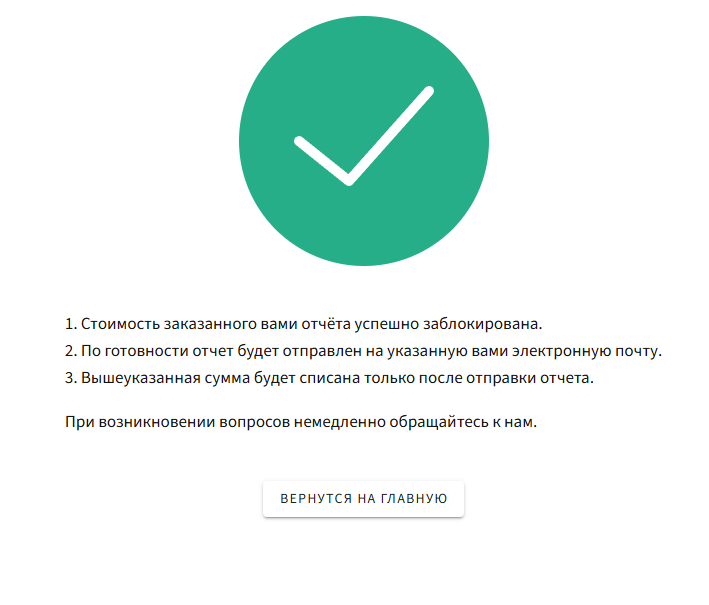 1. Стоимость заказанного вами отчёта успешно заблокирована.
2. По готовности отчет будет отправлен на указанную вами электронную почту.
3. Вышеуказанная сумма будет списана только после отправки отчета.
При возникновении вопросов немедленно обращайтесь к нам.
ВЕРНУТСЯ НА ГЛАВНУЮ